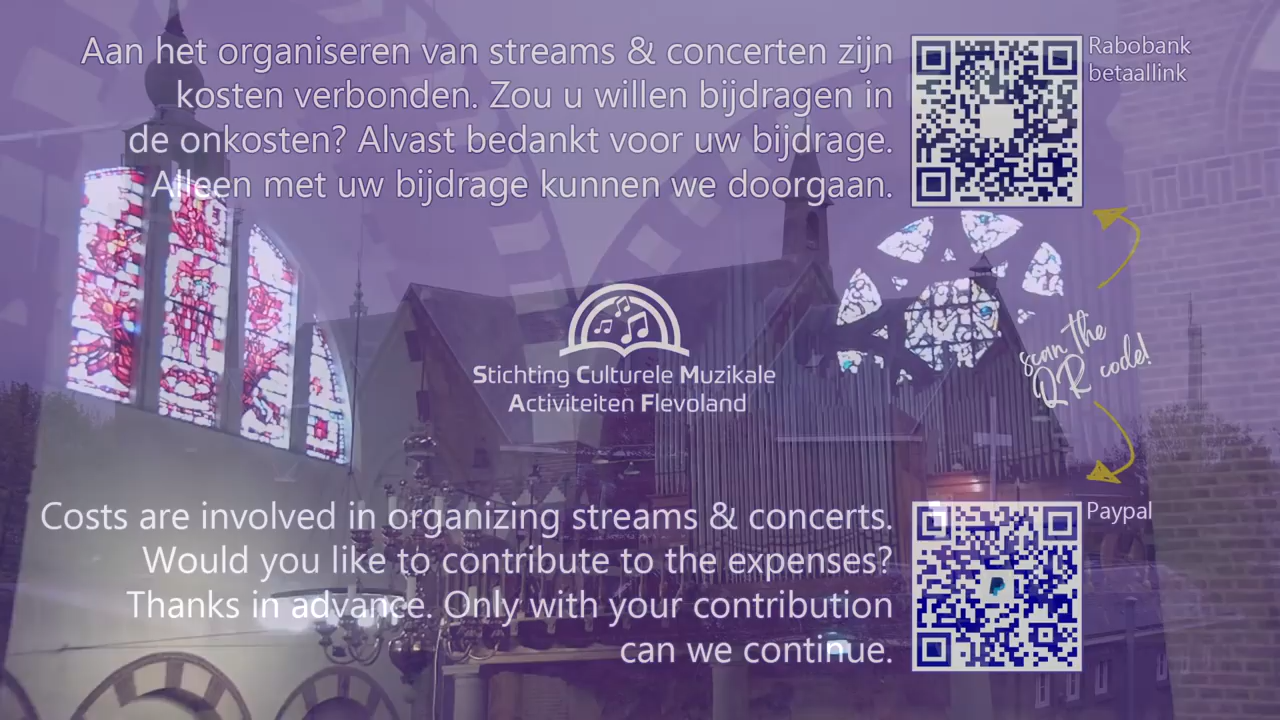 Aan het organiseren van streams & concerten zijn
kosten verbonden. Zou u willen bijdragen in
de onkosten? Alvast bedankt voor uw bijdrage.
Alleen met uw bijdrage kunnen we doorgaan.
Rabobank
betaallink
scan the
QR code!
Stichting Culturele Muzikale
Activiteiten Flevoland
Costs are involved in organizing streams & concerts.
Would you like to contribute to the expenses?
Thanks in advance. Only with your contribution
can we continue.
Paypal